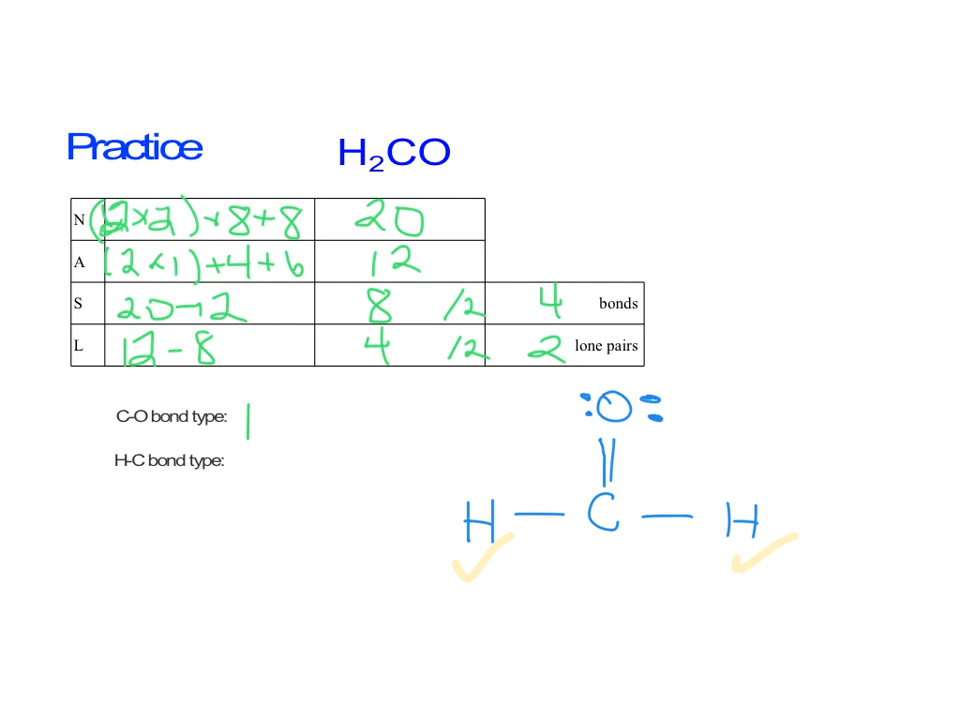 Practice H₂CO
N (2×2) + 8 + 8 20
A (2×1) + 4 + 6 12
S 20-12 8 /2 4 bonds
L 12 - 8 4 /2 2 lone pairs
C-O bond type: |
H-C bond type:
:O:
||
H — C — H